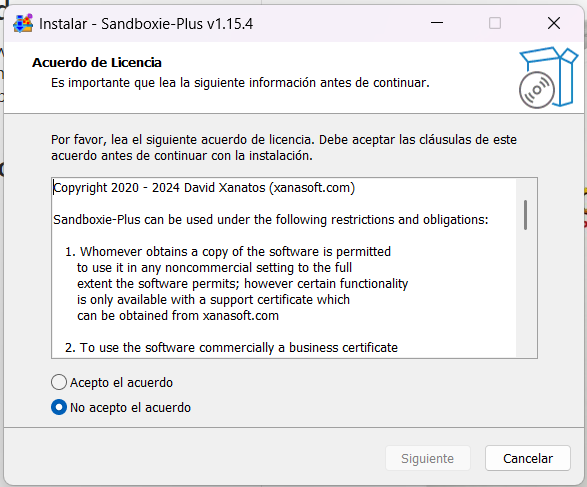 Instalar - Sandboxie-Plus v1.15.4
Acuerdo de Licencia
Es importante que lea la siguiente información antes de continuar.
Por favor, lea el siguiente acuerdo de licencia. Debe aceptar las cláusulas de este
acuerdo antes de continuar con la instalación.
Copyright 2020 - 2024 David Xanatos (xanasoft.com)
Sandboxie-Plus can be used under the following restrictions and obligations:
1. Whomever obtains a copy of the software is permitted
to use it in any noncommercial setting to the full
extent the software permits; however certain functionality
is only available with a support certificate which
can be obtained from xanasoft.com
2. To use the software commercially a business certificate
Acepto el acuerdo
No acepto el acuerdo
Siguiente
Cancelar